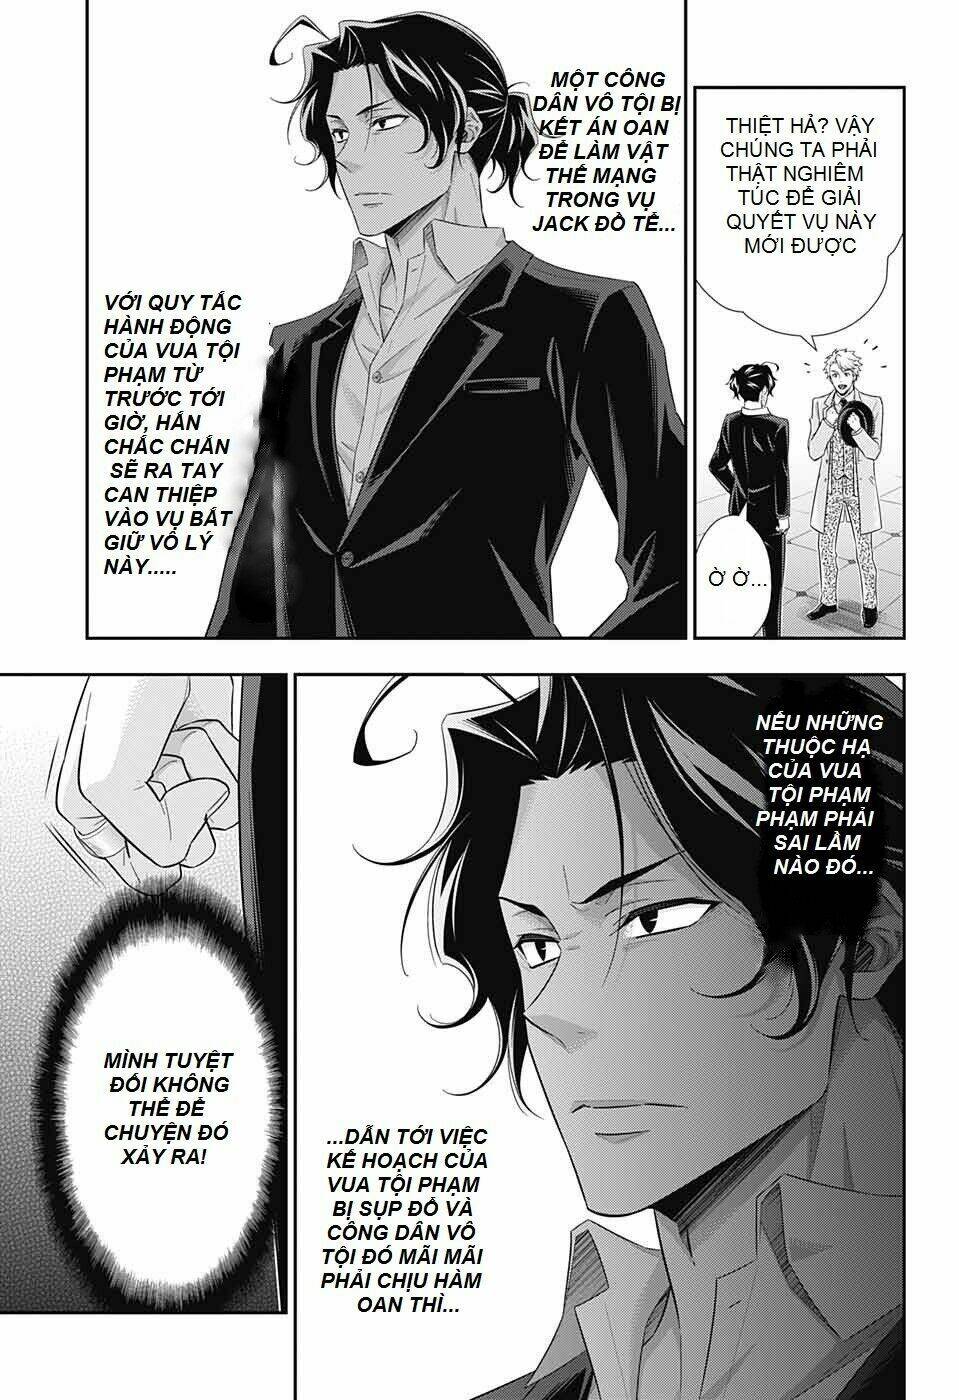 THIỆT HẢ? VẬY
CHÚNG TA PHẢI
THẬT NGHIÊM
TÚC ĐỂ GIẢI
QUYẾT VỤ NÀY
MỚI ĐƯỢC
Ờ Ờ...
MỘT CÔNG
DÂN VÔ TỘI BỊ
KẾT ÁN OAN
ĐỂ LÀM VẬT
THẾ MẠNG
TRONG VỤ
JACK ĐỒ TỂ...
VỚI QUY TẮC
HÀNH ĐỘNG
CỦA VUA TỘI
PHẠM TỪ
TRƯỚC TỚI
GIỜ, HẮN
CHẮC CHẮN
SẼ RA TAY
CAN THIỆP
VÀO VỤ BẮT
GIỮ VÔ LÝ
NÀY.....
NẾU NHỮNG
THUỘC HẠ
CỦA VUA
TỘI PHẠM
PHẠM PHẢI
SAI LẦM
NÀO ĐÓ...
...DẪN TỚI VIỆC
KẾ HOẠCH CỦA
VUA TỘI PHẠM
BỊ SỤP ĐỔ VÀ
CÔNG DÂN VÔ
TỘI ĐÓ MÃI MÃI
PHẢI CHỊU HÀM
OAN THÌ...
MÌNH TUYỆT
ĐỐI KHÔNG
THỂ ĐỂ
CHUYỆN ĐÓ
XẢY RA!